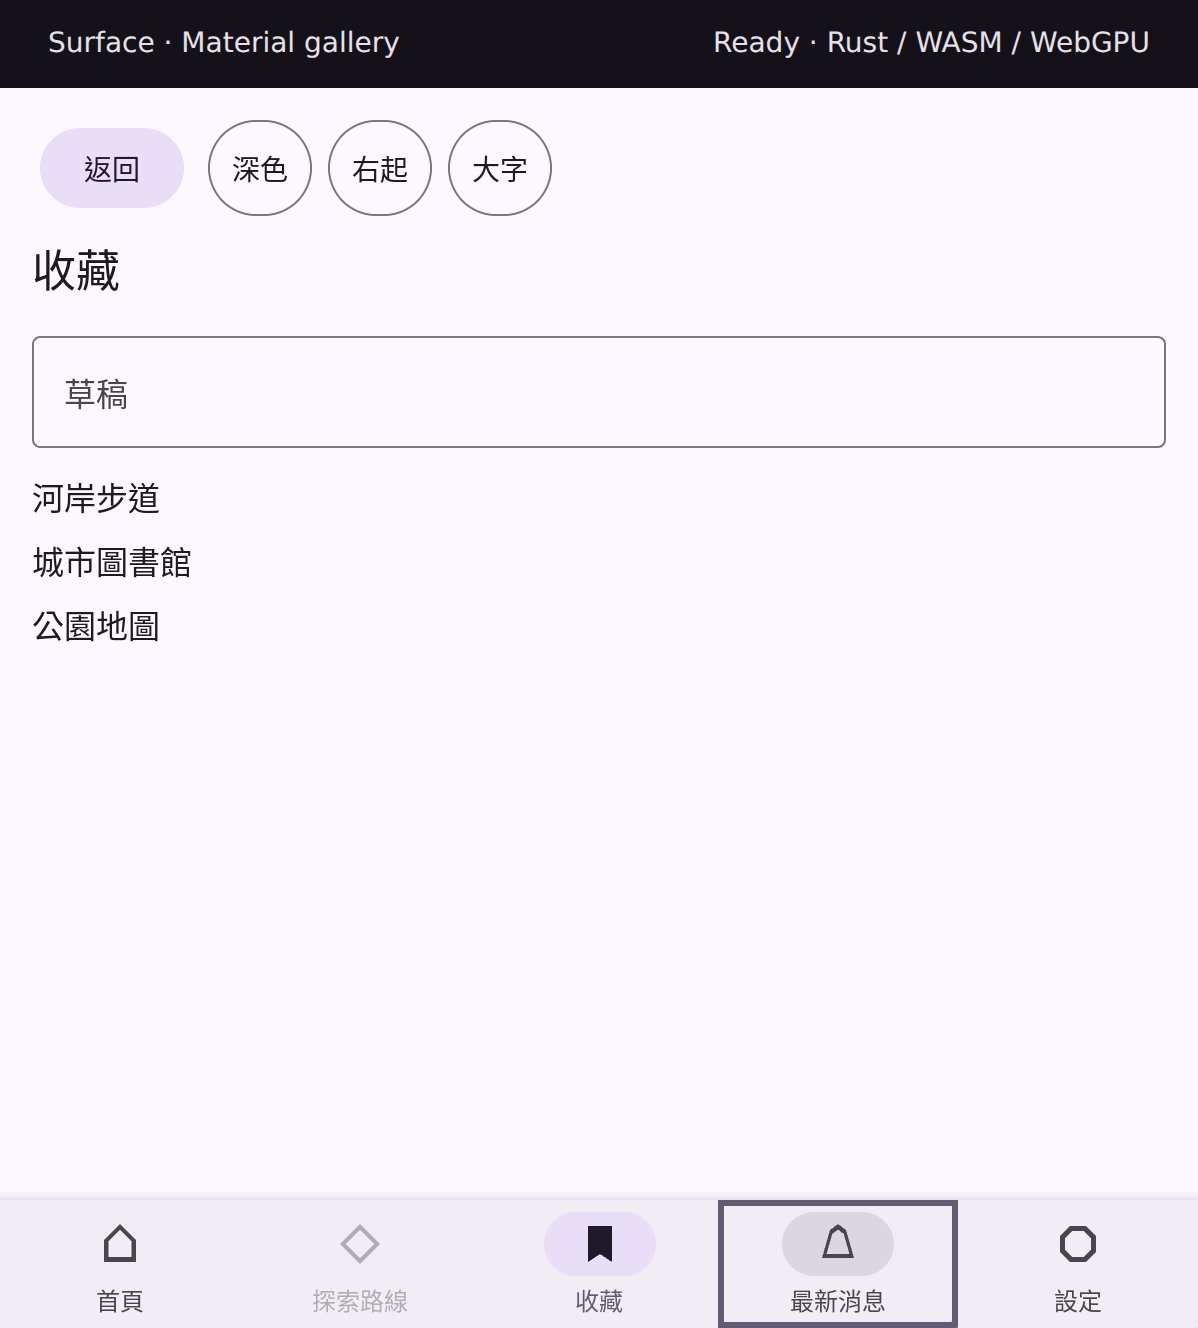 Surface · Material gallery
Ready · Rust / WASM / WebGPU
返回
深色
右起
大字
收藏
草稿
河岸步道
城市圖書館
公園地圖
首頁
探索路線
收藏
最新消息
設定